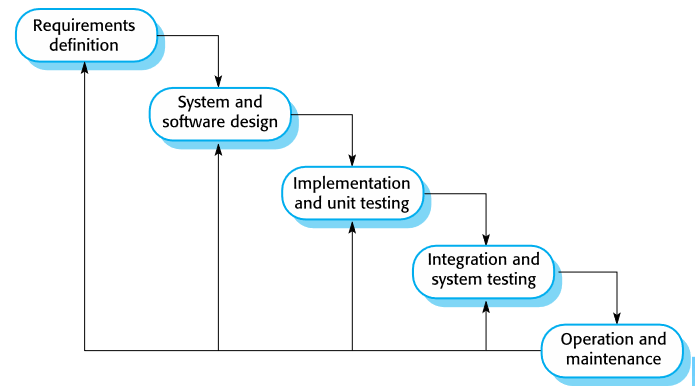 Requirements
definition
System and
software design
Implementation
and unit testing
Integration and
system testing
Operation and
maintenance